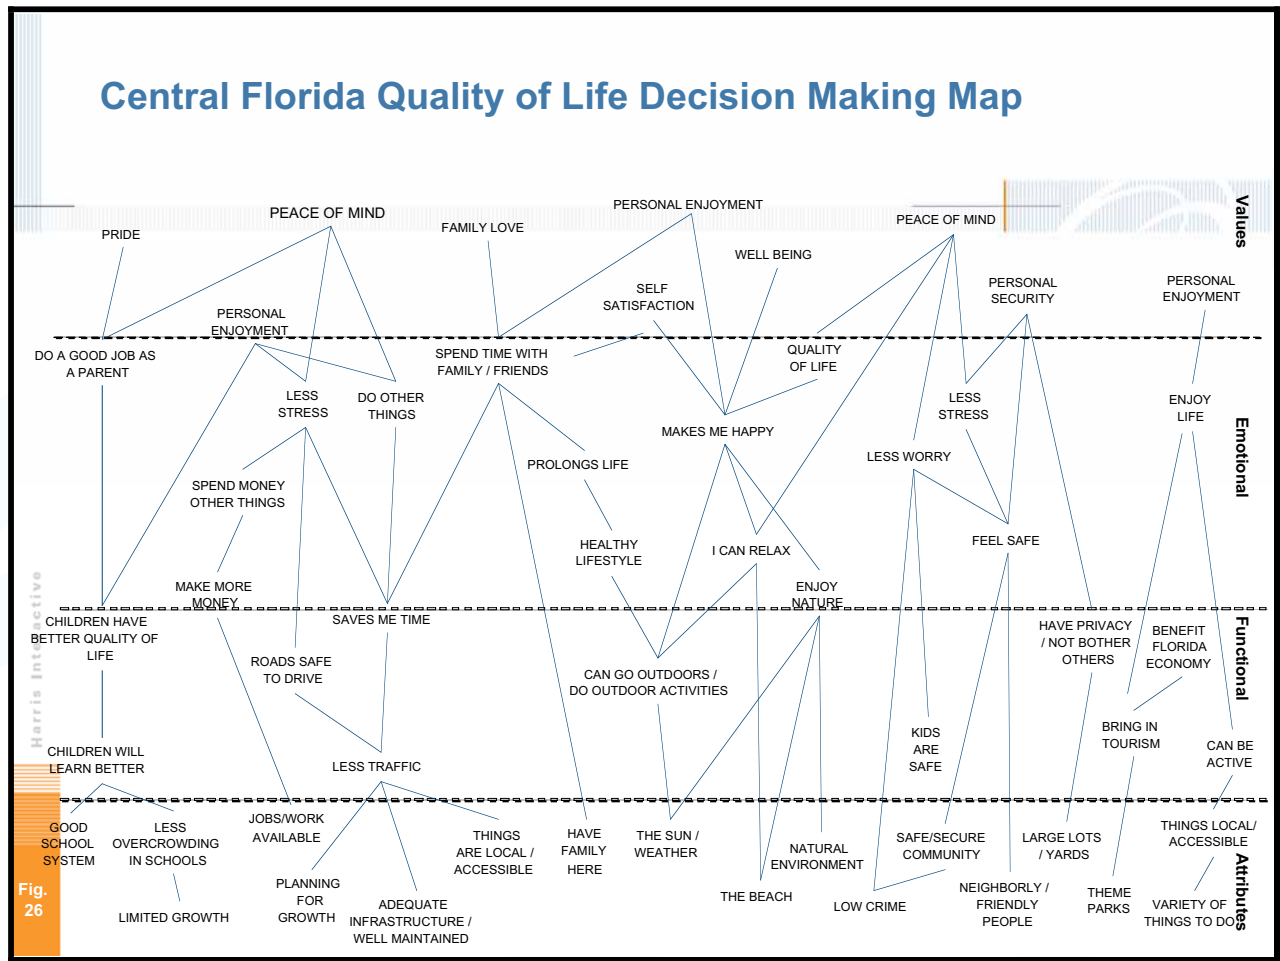 Central Florida Quality of Life Decision Making Map
Values
PEACE OF MIND
PERSONAL ENJOYMENT
PEACE OF MIND
PRIDE
FAMILY LOVE
WELL BEING
SELF
SATISFACTION
PERSONAL
SECURITY
PERSONAL
ENJOYMENT
PERSONAL
ENJOYMENT
DO A GOOD JOB AS
A PARENT
SPEND TIME WITH
FAMILY / FRIENDS
QUALITY
OF LIFE
LESS
STRESS
DO OTHER
THINGS
LESS
STRESS
ENJOY
LIFE
Emotional
MAKES ME HAPPY
LESS WORRY
PROLONGS LIFE
SPEND MONEY
OTHER THINGS
HEALTHY
LIFESTYLE
I CAN RELAX
FEEL SAFE
MAKE MORE
MONEY
ENJOY
NATURE
Harris Interactive
CHILDREN HAVE
BETTER QUALITY OF
LIFE
SAVES ME TIME
HAVE PRIVACY
/ NOT BOTHER
OTHERS
BENEFIT
FLORIDA
ECONOMY
Functional
ROADS SAFE
TO DRIVE
CAN GO OUTDOORS /
DO OUTDOOR ACTIVITIES
KIDS
ARE
SAFE
BRING IN
TOURISM
CAN BE
ACTIVE
CHILDREN WILL
LEARN BETTER
LESS TRAFFIC
GOOD
SCHOOL
SYSTEM
LESS
OVERCROWDING
IN SCHOOLS
JOBS/WORK
AVAILABLE
THINGS
ARE LOCAL /
ACCESSIBLE
HAVE
FAMILY
HERE
THE SUN /
WEATHER
NATURAL
ENVIRONMENT
SAFE/SECURE
COMMUNITY
LARGE LOTS
/ YARDS
THINGS LOCAL/
ACCESSIBLE
Attributes
LIMITED GROWTH
PLANNING
FOR
GROWTH
ADEQUATE
INFRASTRUCTURE /
WELL MAINTAINED
THE BEACH
LOW CRIME
NEIGHBORLY /
FRIENDLY
PEOPLE
THEME
PARKS
VARIETY OF
THINGS TO DO
Fig.
26